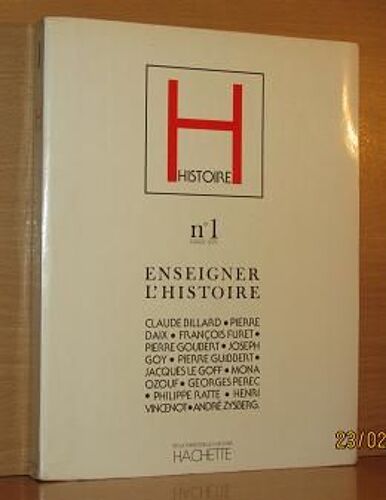 H
HISTOIRE
n°1
ENSEIGNER
L'HISTOIRE
CLAUDE BILLARD • PIERRE
DAIX • FRANÇOIS FURET •
PIERRE GOUBERT • JOSEPH
GOY • PIERRE GUIBBERT •
JACQUES LE GOFF • MONA
OZOUF • GEORGES PEREC
• PHILIPPE RATTE • HENRI
VINCENOT • ANDRÉ ZYSBERG.
HACHETTE
23/02